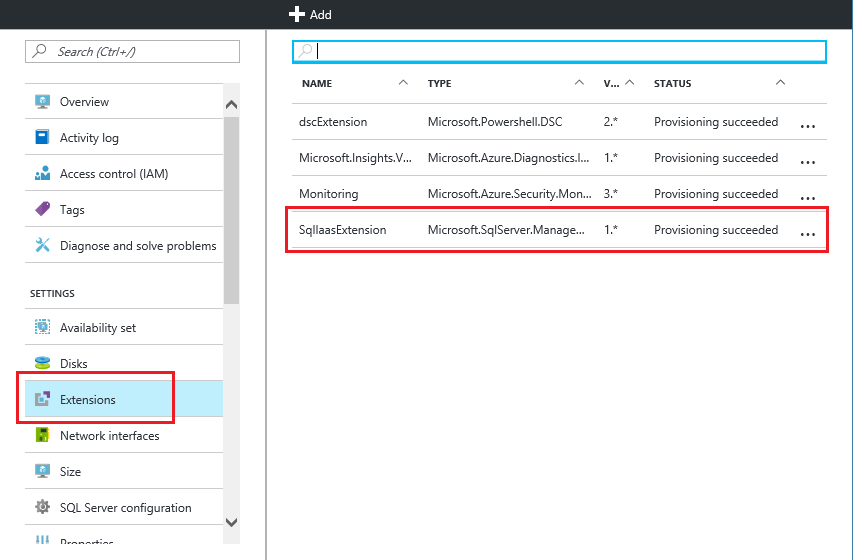 Add
Search (Ctrl+/)
Overview
Activity log
Access control (IAM)
Tags
Diagnose and solve problems
SETTINGS
Availability set
Disks
Extensions
Network interfaces
Size
SQL Server configuration
Properties
NAME TYPE V... STATUS
dscExtension Microsoft.Powershell.DSC 2.* Provisioning succeeded ...
Microsoft.Insights.V... Microsoft.Azure.Diagnostics.I... 1.* Provisioning succeeded ...
Monitoring Microsoft.Azure.Security.Mon... 3.* Provisioning succeeded ...
SqlIaasExtension Microsoft.SqlServer.Manage... 1.* Provisioning succeeded ...